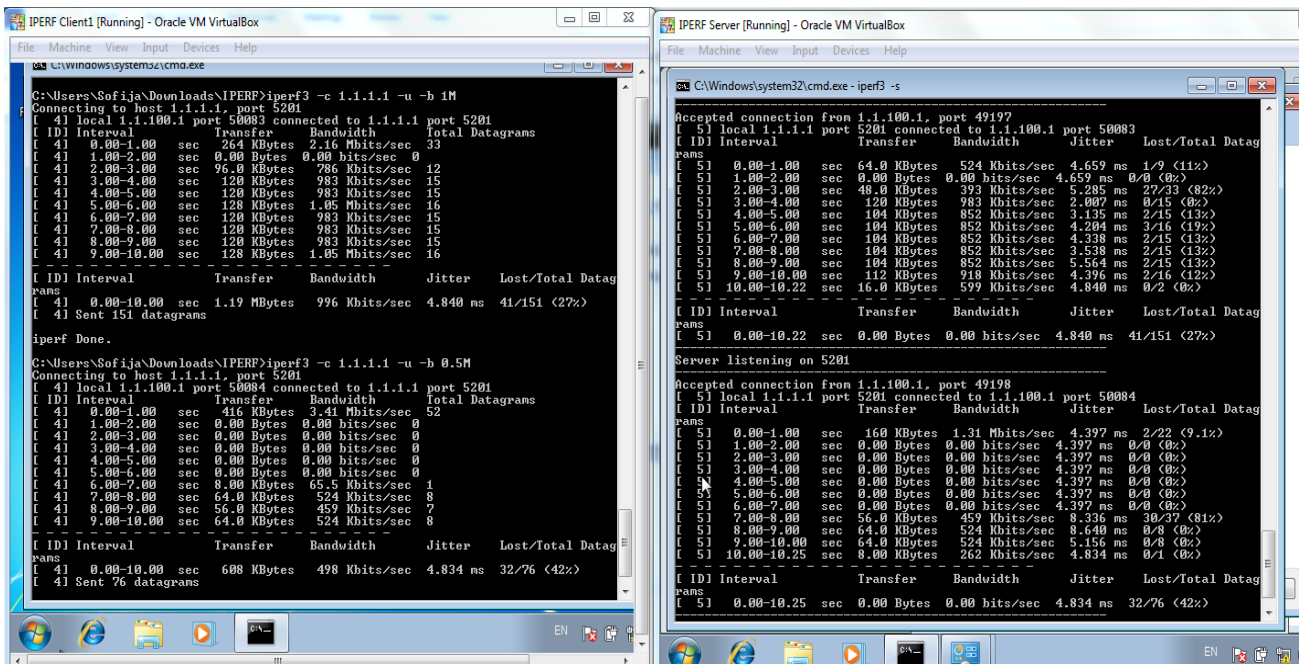 IPERF Client1 [Running] - Oracle VM VirtualBox
File Machine View Input Devices Help
C:\Windows\system32\cmd.exe
C:\Users\Sofija\Downloads\IPERF>iperf3 -c 1.1.1.1 -u -b 1M
Connecting to host 1.1.1.1, port 5201
[ 4] local 1.1.100.1 port 50083 connected to 1.1.1.1 port 5201
[ ID] Interval Transfer Bandwidth Total Datagrams
[ 4] 0.00-1.00 sec 264 KBytes 2.16 Mbits/sec 33
[ 4] 1.00-2.00 sec 0.00 Bytes 0.00 bits/sec 0
[ 4] 2.00-3.00 sec 96.0 KBytes 786 Kbits/sec 12
[ 4] 3.00-4.00 sec 120 KBytes 983 Kbits/sec 15
[ 4] 4.00-5.00 sec 120 KBytes 983 Kbits/sec 15
[ 4] 5.00-6.00 sec 128 KBytes 1.05 Mbits/sec 16
[ 4] 6.00-7.00 sec 120 KBytes 983 Kbits/sec 15
[ 4] 7.00-8.00 sec 120 KBytes 983 Kbits/sec 15
[ 4] 8.00-9.00 sec 120 KBytes 983 Kbits/sec 15
[ 4] 9.00-10.00 sec 128 KBytes 1.05 Mbits/sec 16
- - - - - - - - - - - - - - - - - - - - - - - - -
[ ID] Interval Transfer Bandwidth Jitter Lost/Total Datag
rams
[ 4] 0.00-10.00 sec 1.19 MBytes 996 Kbits/sec 4.840 ms 41/151 (27%)
[ 4] Sent 151 datagrams
iperf Done.
C:\Users\Sofija\Downloads\IPERF>iperf3 -c 1.1.1.1 -u -b 0.5M
Connecting to host 1.1.1.1, port 5201
[ 4] local 1.1.100.1 port 50084 connected to 1.1.1.1 port 5201
[ ID] Interval Transfer Bandwidth Total Datagrams
[ 4] 0.00-1.00 sec 416 KBytes 3.41 Mbits/sec 52
[ 4] 1.00-2.00 sec 0.00 Bytes 0.00 bits/sec 0
[ 4] 2.00-3.00 sec 0.00 Bytes 0.00 bits/sec 0
[ 4] 3.00-4.00 sec 0.00 Bytes 0.00 bits/sec 0
[ 4] 4.00-5.00 sec 0.00 Bytes 0.00 bits/sec 0
[ 4] 5.00-6.00 sec 0.00 Bytes 0.00 bits/sec 0
[ 4] 6.00-7.00 sec 8.00 KBytes 65.5 Kbits/sec 1
[ 4] 7.00-8.00 sec 64.0 KBytes 524 Kbits/sec 8
[ 4] 8.00-9.00 sec 56.0 KBytes 459 Kbits/sec 7
[ 4] 9.00-10.00 sec 64.0 KBytes 524 Kbits/sec 8
- - - - - - - - - - - - - - - - - - - - - - - - -
[ ID] Interval Transfer Bandwidth Jitter Lost/Total Datag
rams
[ 4] 0.00-10.00 sec 608 KBytes 498 Kbits/sec 4.834 ms 32/76 (42%)
[ 4] Sent 76 datagrams
EN
IPERF Server [Running] - Oracle VM VirtualBox
File Machine View Input Devices Help
C:\Windows\system32\cmd.exe - iperf3 -s
-----------------------------------------------------------
Accepted connection from 1.1.100.1, port 49197
[ 5] local 1.1.1.1 port 5201 connected to 1.1.100.1 port 50083
[ ID] Interval Transfer Bandwidth Jitter Lost/Total Datag
rams
[ 5] 0.00-1.00 sec 64.0 KBytes 524 Kbits/sec 4.659 ms 1/9 (11%)
[ 5] 1.00-2.00 sec 0.00 Bytes 0.00 bits/sec 4.659 ms 0/0 (0%)
[ 5] 2.00-3.00 sec 48.0 KBytes 393 Kbits/sec 5.285 ms 27/33 (82%)
[ 5] 3.00-4.00 sec 120 KBytes 983 Kbits/sec 2.007 ms 0/15 (0%)
[ 5] 4.00-5.00 sec 104 KBytes 852 Kbits/sec 3.135 ms 2/15 (13%)
[ 5] 5.00-6.00 sec 104 KBytes 852 Kbits/sec 4.204 ms 3/16 (19%)
[ 5] 6.00-7.00 sec 104 KBytes 852 Kbits/sec 4.338 ms 2/15 (13%)
[ 5] 7.00-8.00 sec 104 KBytes 852 Kbits/sec 3.538 ms 2/15 (13%)
[ 5] 8.00-9.00 sec 104 KBytes 852 Kbits/sec 5.564 ms 2/15 (13%)
[ 5] 9.00-10.00 sec 112 KBytes 918 Kbits/sec 4.396 ms 2/16 (12%)
[ 5] 10.00-10.22 sec 16.0 KBytes 599 Kbits/sec 4.840 ms 0/2 (0%)
- - - - - - - - - - - - - - - - - - - - - - - - -
[ ID] Interval Transfer Bandwidth Jitter Lost/Total Datag
rams
[ 5] 0.00-10.22 sec 0.00 Bytes 0.00 bits/sec 4.840 ms 41/151 (27%)
-----------------------------------------------------------
Server listening on 5201
-----------------------------------------------------------
Accepted connection from 1.1.100.1, port 49198
[ 5] local 1.1.1.1 port 5201 connected to 1.1.100.1 port 50084
[ ID] Interval Transfer Bandwidth Jitter Lost/Total Datag
rams
[ 5] 0.00-1.00 sec 160 KBytes 1.31 Mbits/sec 4.397 ms 2/22 (9.1%)
[ 5] 1.00-2.00 sec 0.00 Bytes 0.00 bits/sec 4.397 ms 0/0 (0%)
[ 5] 2.00-3.00 sec 0.00 Bytes 0.00 bits/sec 4.397 ms 0/0 (0%)
[ 5] 3.00-4.00 sec 0.00 Bytes 0.00 bits/sec 4.397 ms 0/0 (0%)
[ 5] 4.00-5.00 sec 0.00 Bytes 0.00 bits/sec 4.397 ms 0/0 (0%)
[ 5] 5.00-6.00 sec 0.00 Bytes 0.00 bits/sec 4.397 ms 0/0 (0%)
[ 5] 6.00-7.00 sec 0.00 Bytes 0.00 bits/sec 4.397 ms 0/0 (0%)
[ 5] 7.00-8.00 sec 56.0 KBytes 459 Kbits/sec 8.336 ms 30/37 (81%)
[ 5] 8.00-9.00 sec 64.0 KBytes 524 Kbits/sec 8.640 ms 0/8 (0%)
[ 5] 9.00-10.00 sec 64.0 KBytes 524 Kbits/sec 5.156 ms 0/8 (0%)
[ 5] 10.00-10.25 sec 8.00 KBytes 262 Kbits/sec 4.834 ms 0/1 (0%)
- - - - - - - - - - - - - - - - - - - - - - - - -
[ ID] Interval Transfer Bandwidth Jitter Lost/Total Datag
rams
[ 5] 0.00-10.25 sec 0.00 Bytes 0.00 bits/sec 4.834 ms 32/76 (42%)
-----------------------------------------------------------
EN